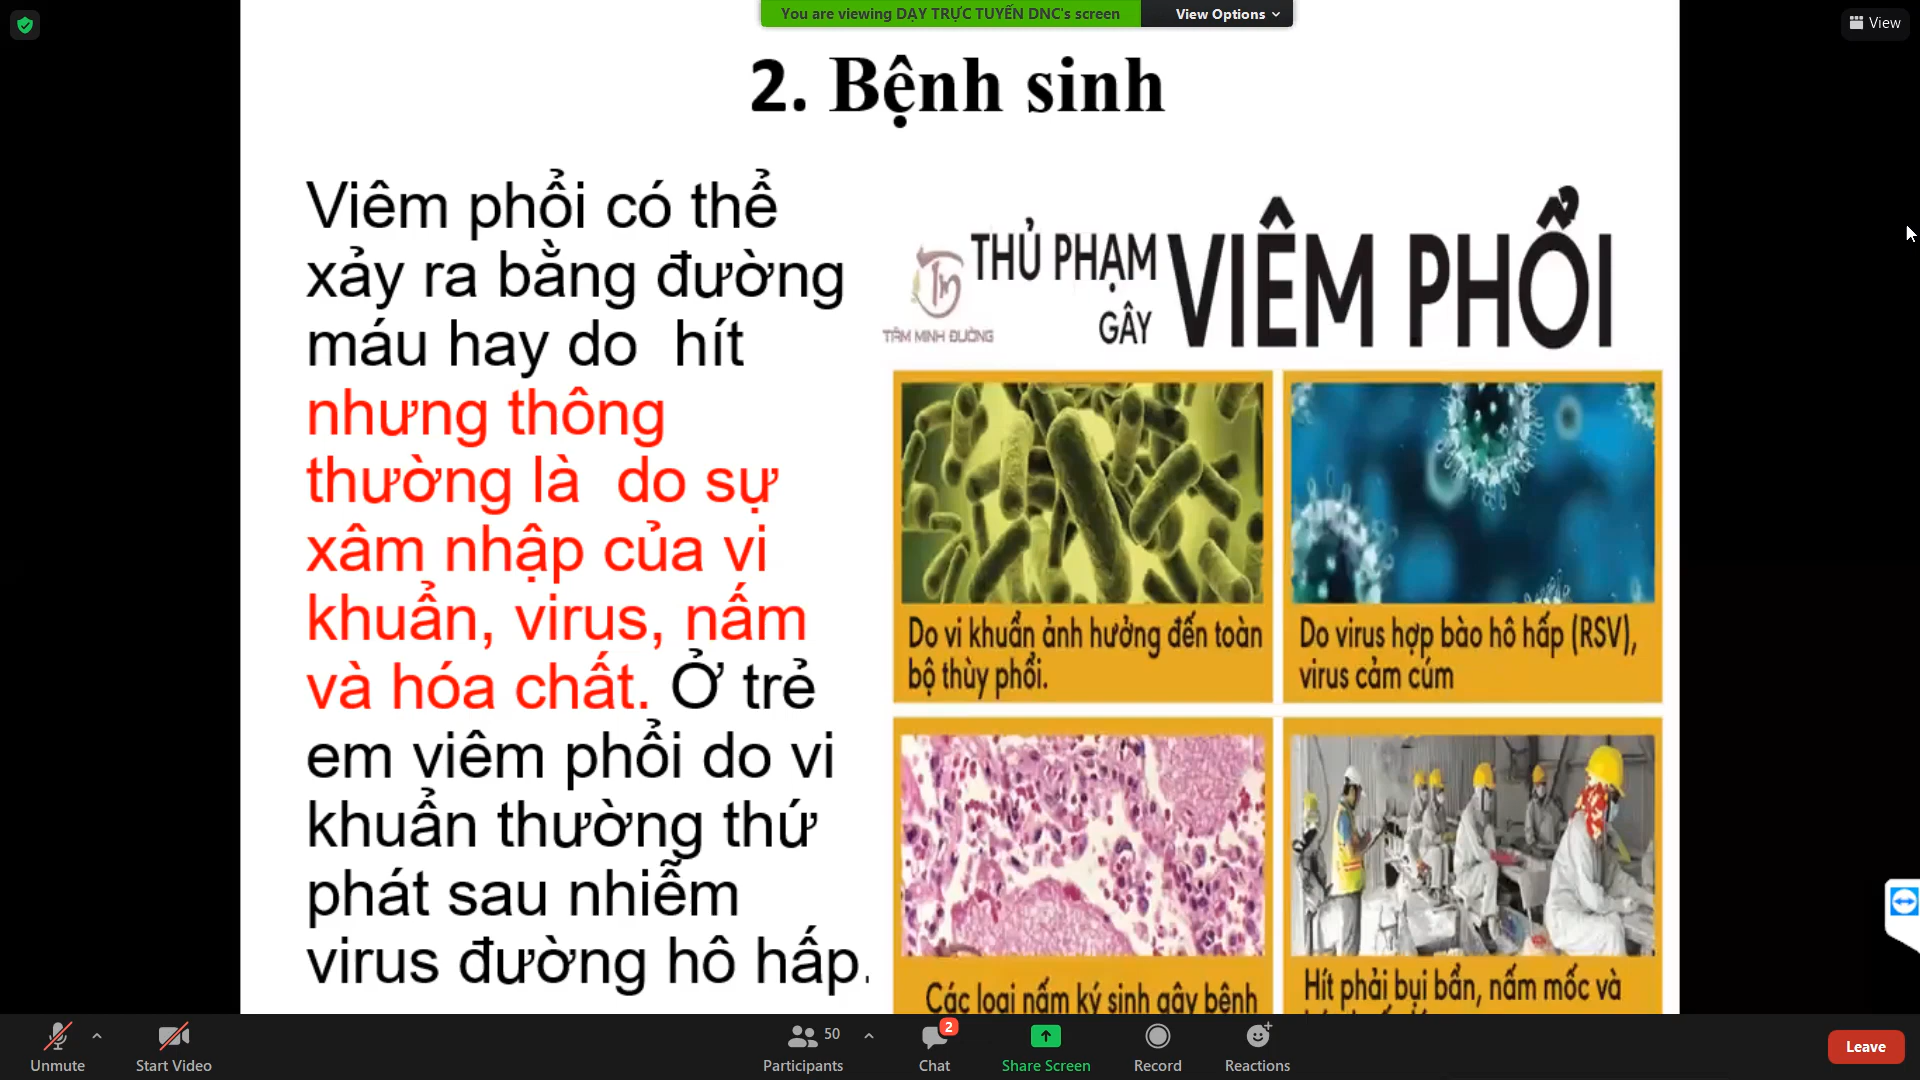 You are viewing DẠY TRỰC TUYẾN DNC's screen
View Options
View
2. Bệnh sinh
Viêm phổi có thể
xảy ra bằng đường
máu hay do hít
nhưng thông
thường là do sự
xâm nhập của vi
khuẩn, virus, nấm
và hóa chất. Ở trẻ
em viêm phổi do vi
khuẩn thường thứ
phát sau nhiễm
virus đường hô hấp.
THỦ PHẠM
GÂY
VIÊM PHỔI
TÂM MINH ĐƯỜNG
Do vi khuẩn ảnh hưởng đến toàn
bộ thùy phổi.
Do virus hợp bào hô hấp (RSV),
virus cảm cúm
Các loại nấm ký sinh gây bệnh
Hít phải bụi bẩn, nấm mốc và
Unmute
Start Video
Participants
50
Chat
2
Share Screen
Record
Reactions
Leave